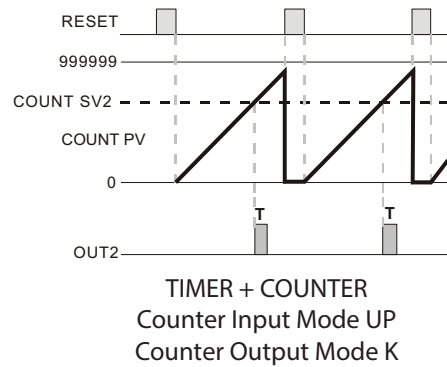 RESET
999999
COUNT SV2
COUNT PV
0
T T
OUT2
TIMER + COUNTER
Counter Input Mode UP
Counter Output Mode K